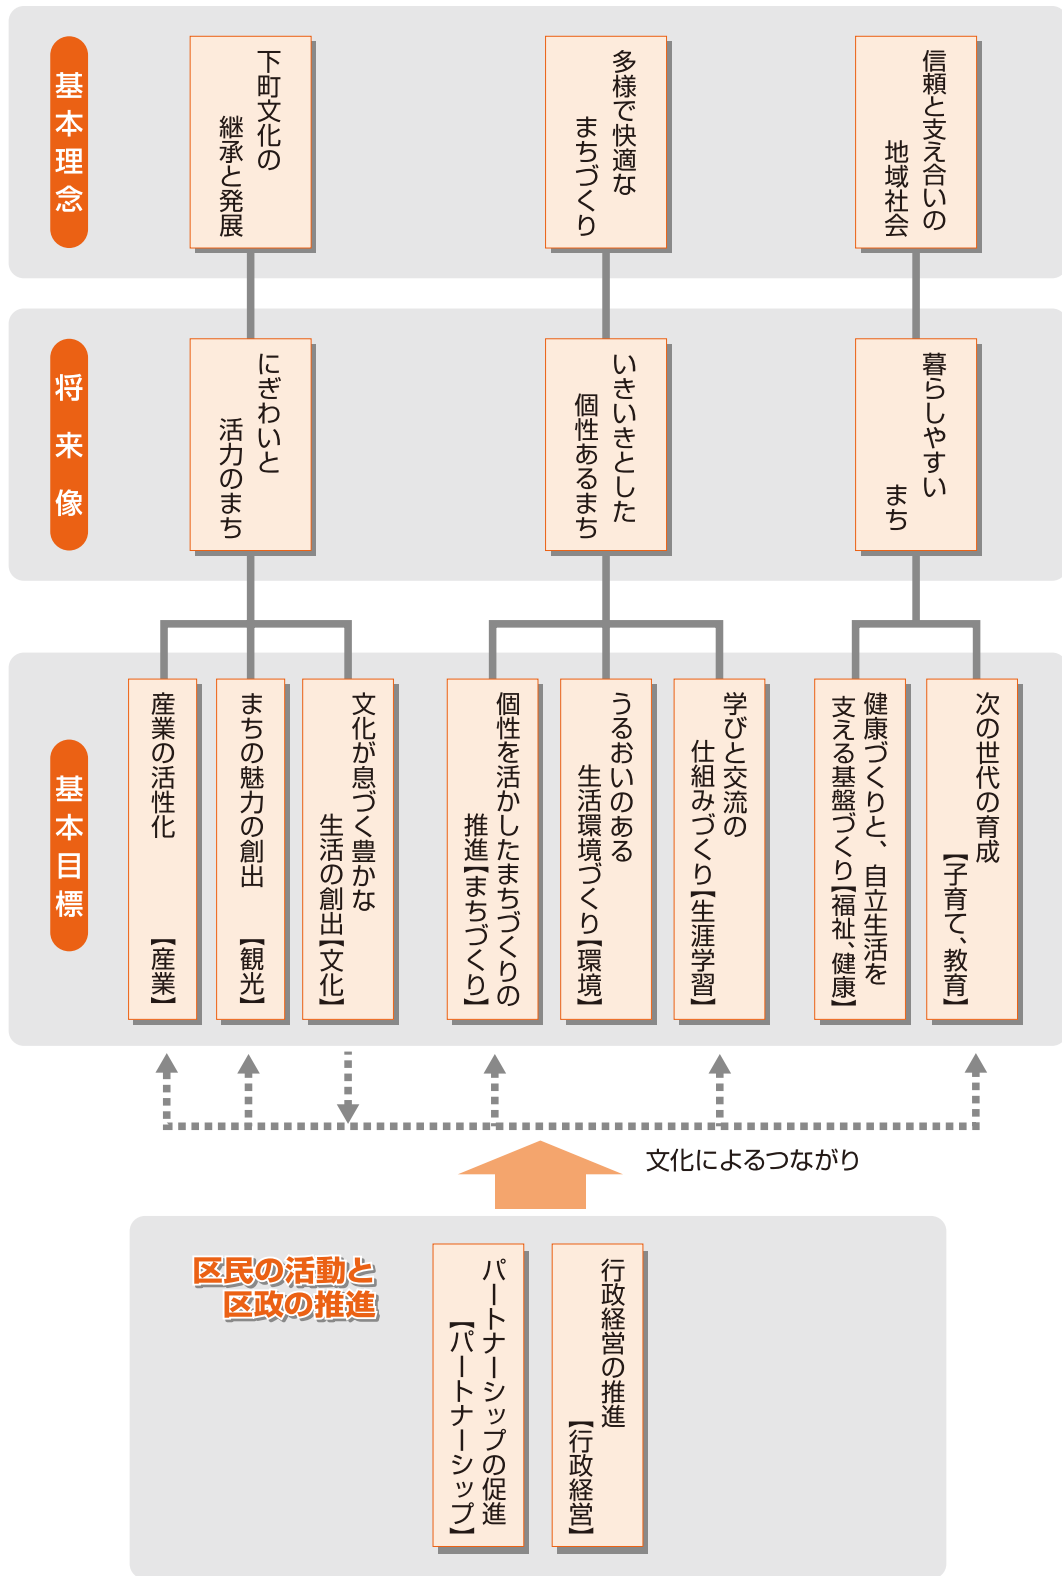 基本理念
下町文化の
継承と発展
多様で快適な
まちづくり
信頼と支え合いの
地域社会
将来像
にぎわいと
活力のまち
いきいきとした
個性あるまち
暮らしやすい
まち
基本目標
産業の活性化 【産業】
まちの魅力の創出 【観光】
文化が息づく豊かな
生活の創出【文化】
個性を活かしたまちづくりの
推進【まちづくり】
うるおいのある
生活環境づくり【環境】
学びと交流の
仕組みづくり【生涯学習】
健康づくりと、自立生活を
支える基盤づくり【福祉、健康】
次の世代の育成
【子育て、教育】
文化によるつながり
区民の活動と
区政の推進
パートナーシップの促進
【パートナーシップ】
行政経営の推進
【行政経営】